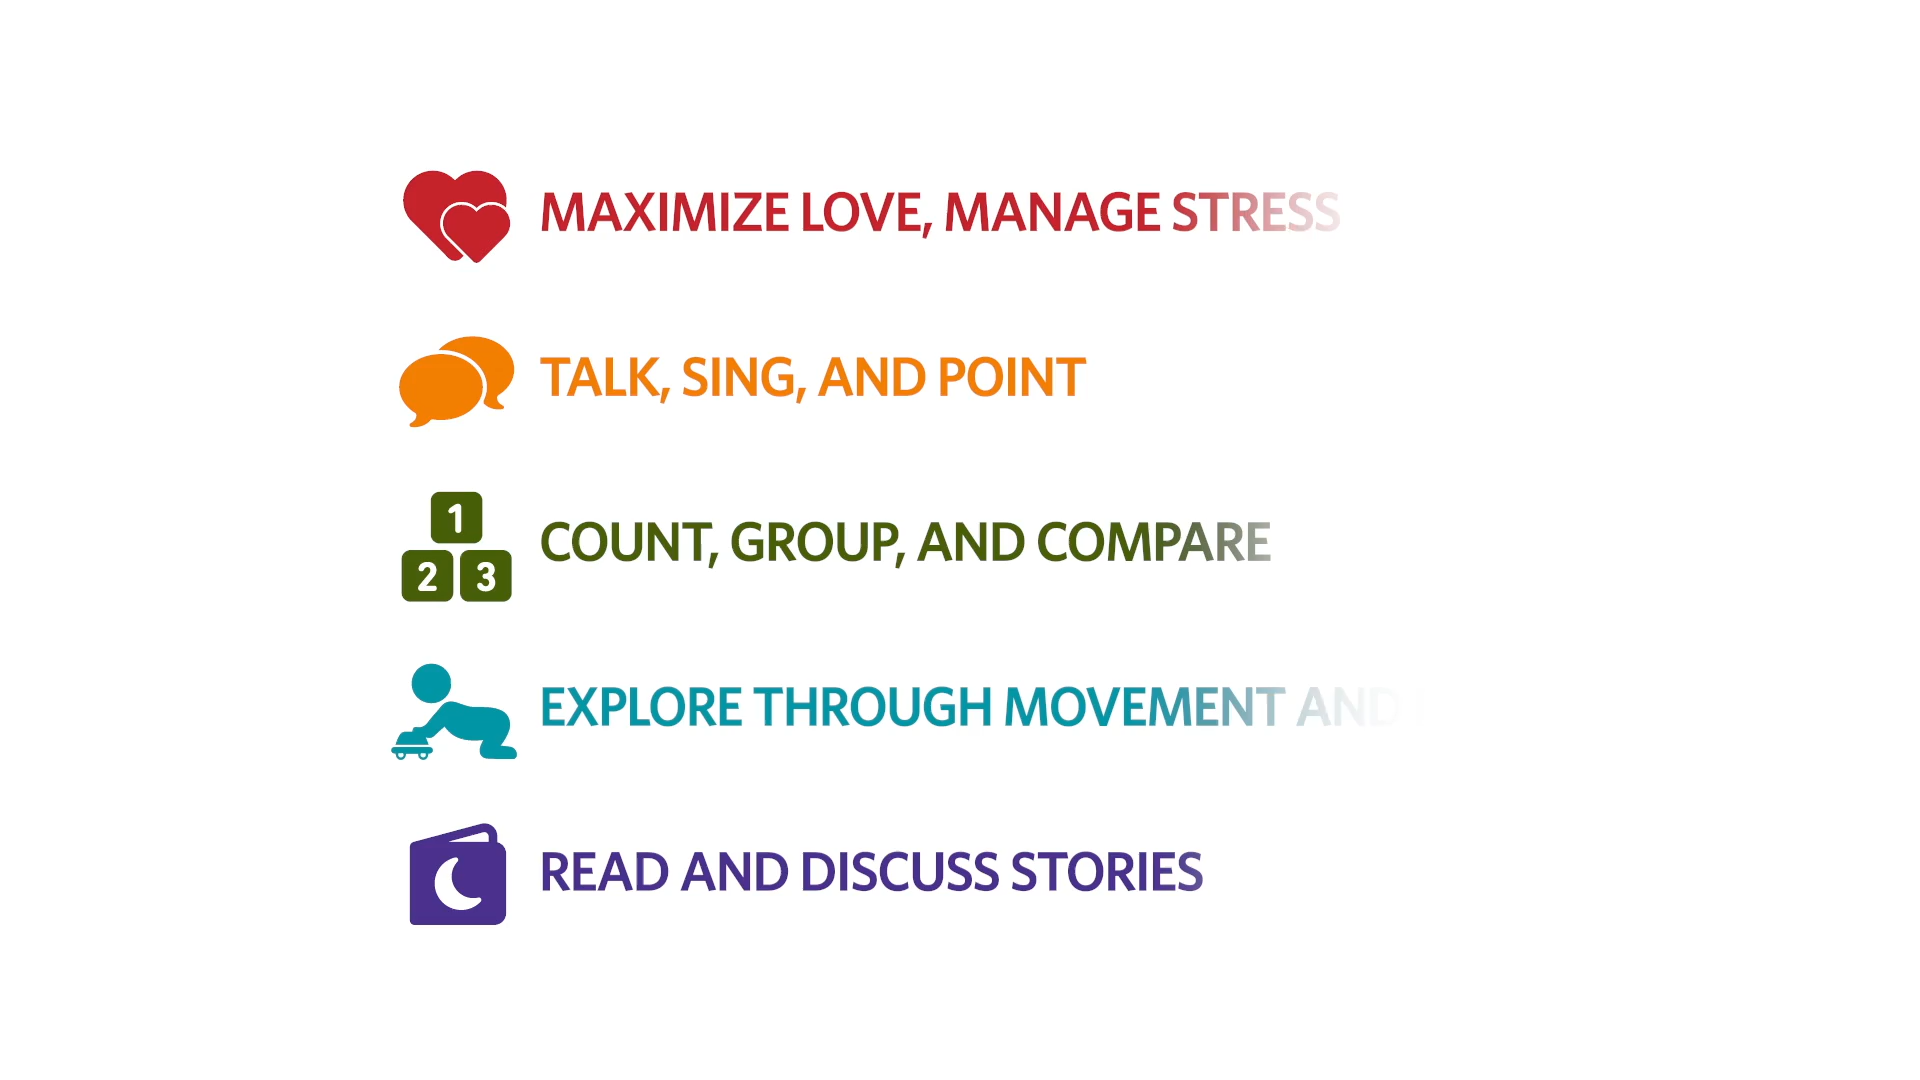 MAXIMIZE LOVE, MANAGE STRESS
TALK, SING, AND POINT
1
COUNT, GROUP, AND COMPARE
2 3
EXPLORE THROUGH MOVEMENT AND
READ AND DISCUSS STORIES